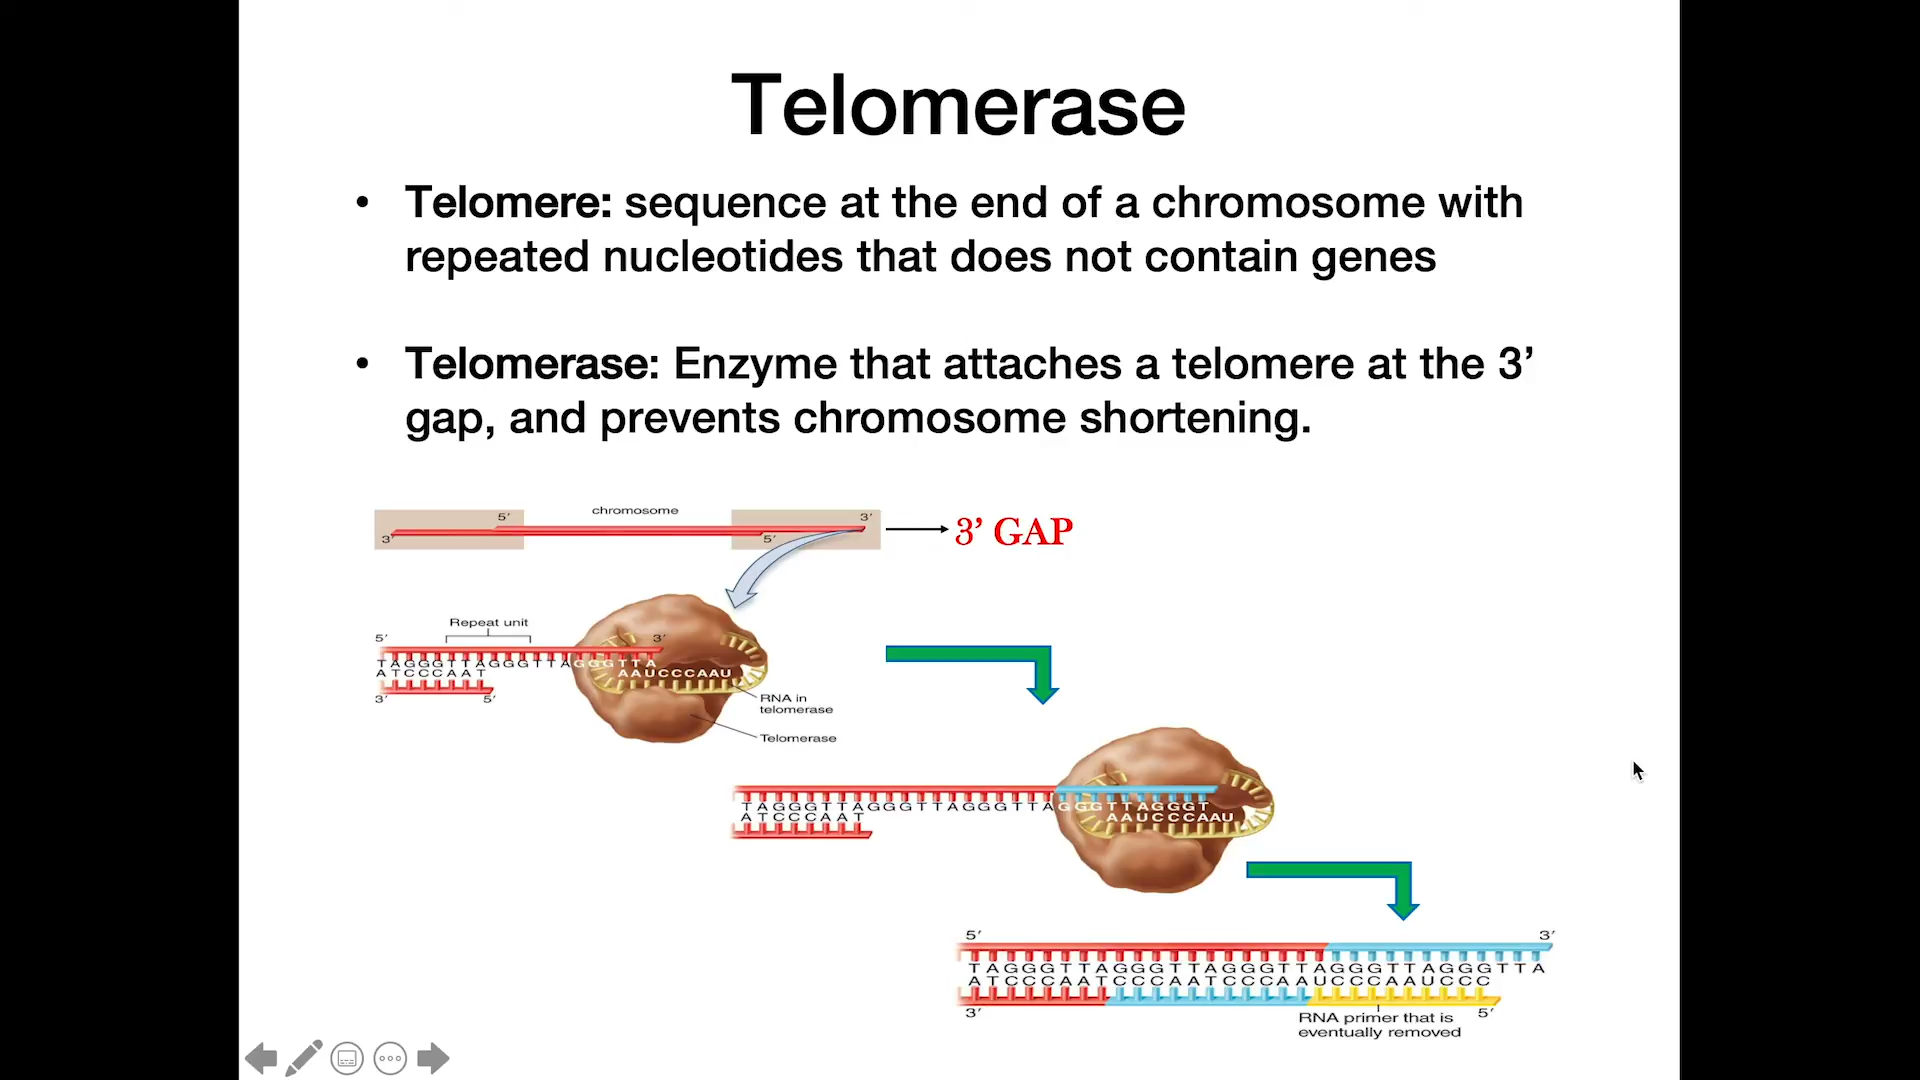 Telomerase
• Telomere: sequence at the end of a chromosome with
repeated nucleotides that does not contain genes
• Telomerase: Enzyme that attaches a telomere at the 3’
gap, and prevents chromosome shortening.
5′ chromosome 3′
3′ 5′
3’ GAP
Repeat unit
5′ 3′
TAGGGTTAGGGTTAGGGTTA
ATCCCAAT AAUCCCAAU
3′ 5′
RNA in
telomerase
Telomerase
TAGGGTTAGGGTTAGGGTTAGGGTTAGGGT
ATCCCAAT AAUCCCAAU
5′ 3′
TAGGGTTAGGGTTAGGGTTAGGGTTAGGGTTA
ATCCCAATCCCAATCCCAAUCCCAAUCCC
3′ 5′
RNA primer that is
eventually removed